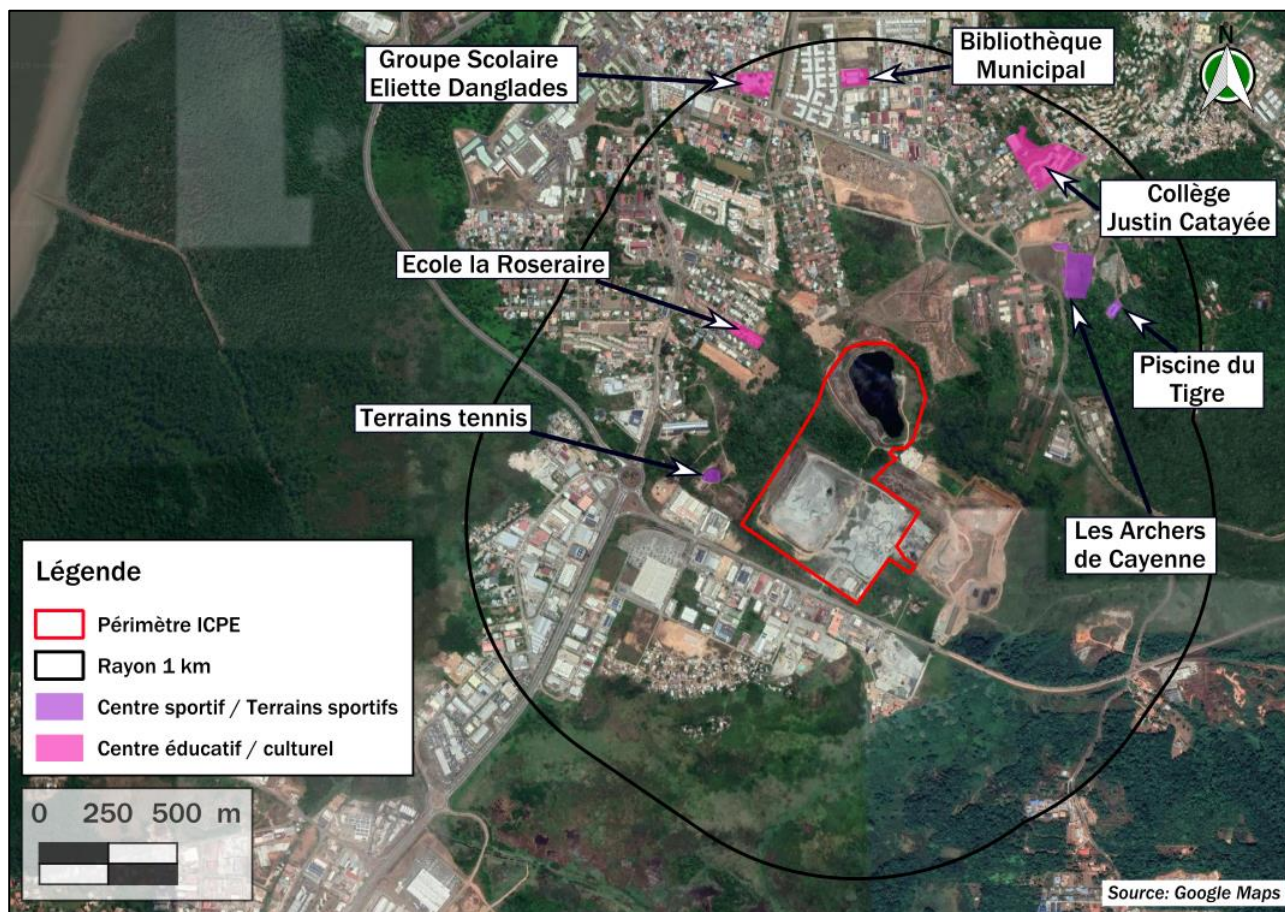 Groupe Scolaire
Eliette Danglades
Bibliothèque
Municipal
N
Collège
Justin Catayée
Ecole la Roseraire
Piscine du
Tigre
Terrains tennis
Les Archers
de Cayenne
Légende
Périmètre ICPE
Rayon 1 km
Centre sportif / Terrains sportifs
Centre éducatif / culturel
0 250 500 m
Source: Google Maps